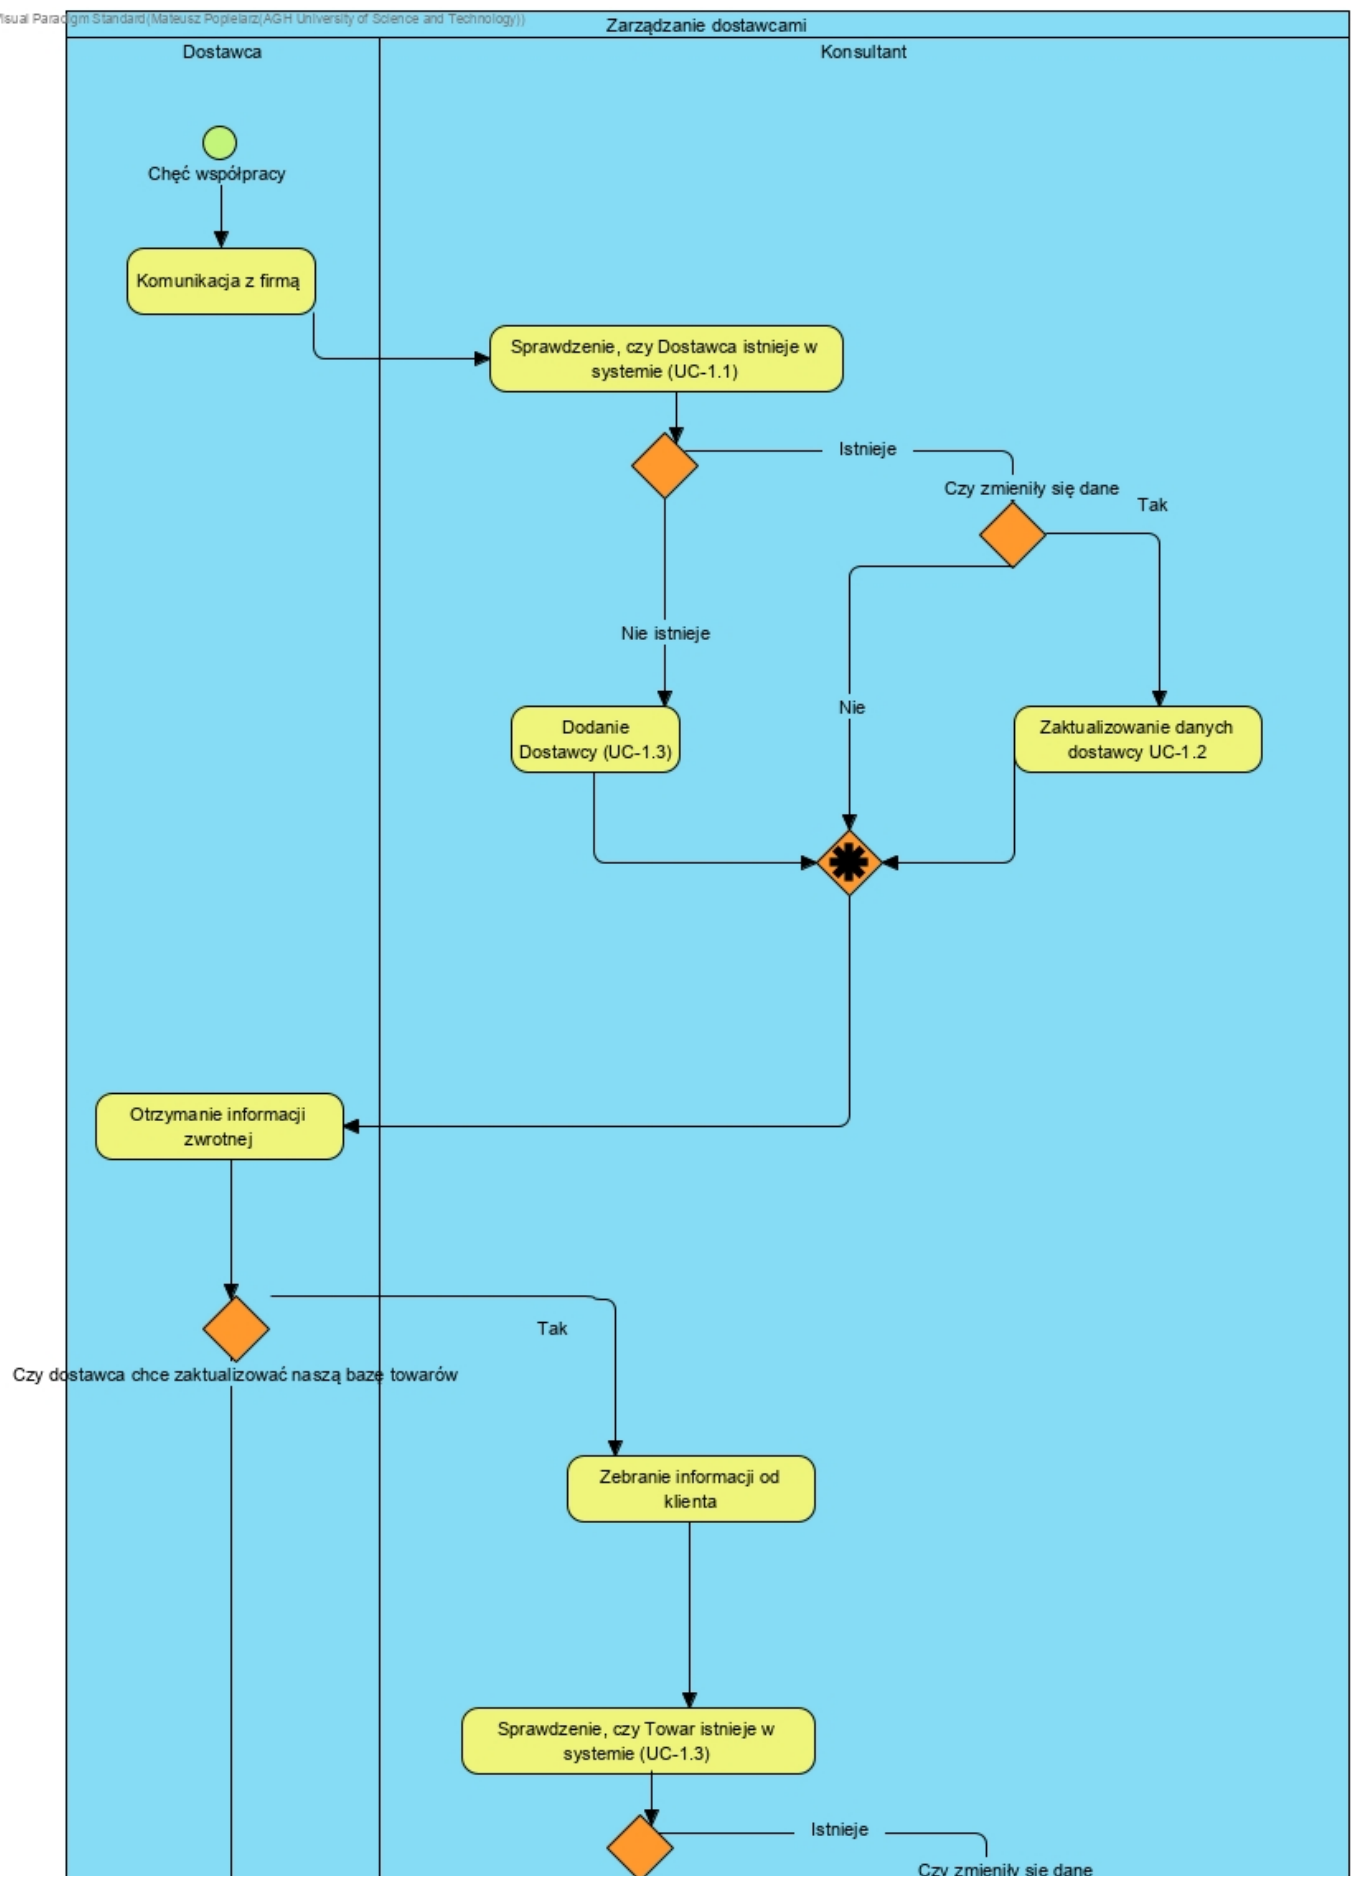 Visual Paradigm Standard(Mateusz Popielarz(AGH University of Science and Technology))
Zarządzanie dostawcami
Dostawca
Konsultant
Chęć współpracy
Komunikacja z firmą
Sprawdzenie, czy Dostawca istnieje w
systemie (UC-1.1)
Istnieje
Czy zmieniły się dane
Tak
Nie istnieje
Nie
Dodanie
Dostawcy (UC-1.3)
Zaktualizowanie danych
dostawcy UC-1.2
Otrzymanie informacji
zwrotnej
Tak
Czy dostawca chce zaktualizować naszą bazę towarów
Zebranie informacji od
klienta
Sprawdzenie, czy Towar istnieje w
systemie (UC-1.3)
Istnieje
Czy zmieniły się dane